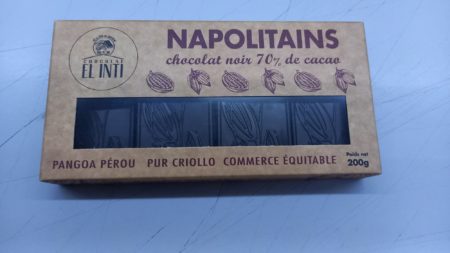 CHOCOLAT
EL INTI
NAPOLITAINS
chocolat noir 70% de cacao
PANGOA PÉROU PUR CRIOLLO COMMERCE ÉQUITABLE
Poids net
200g